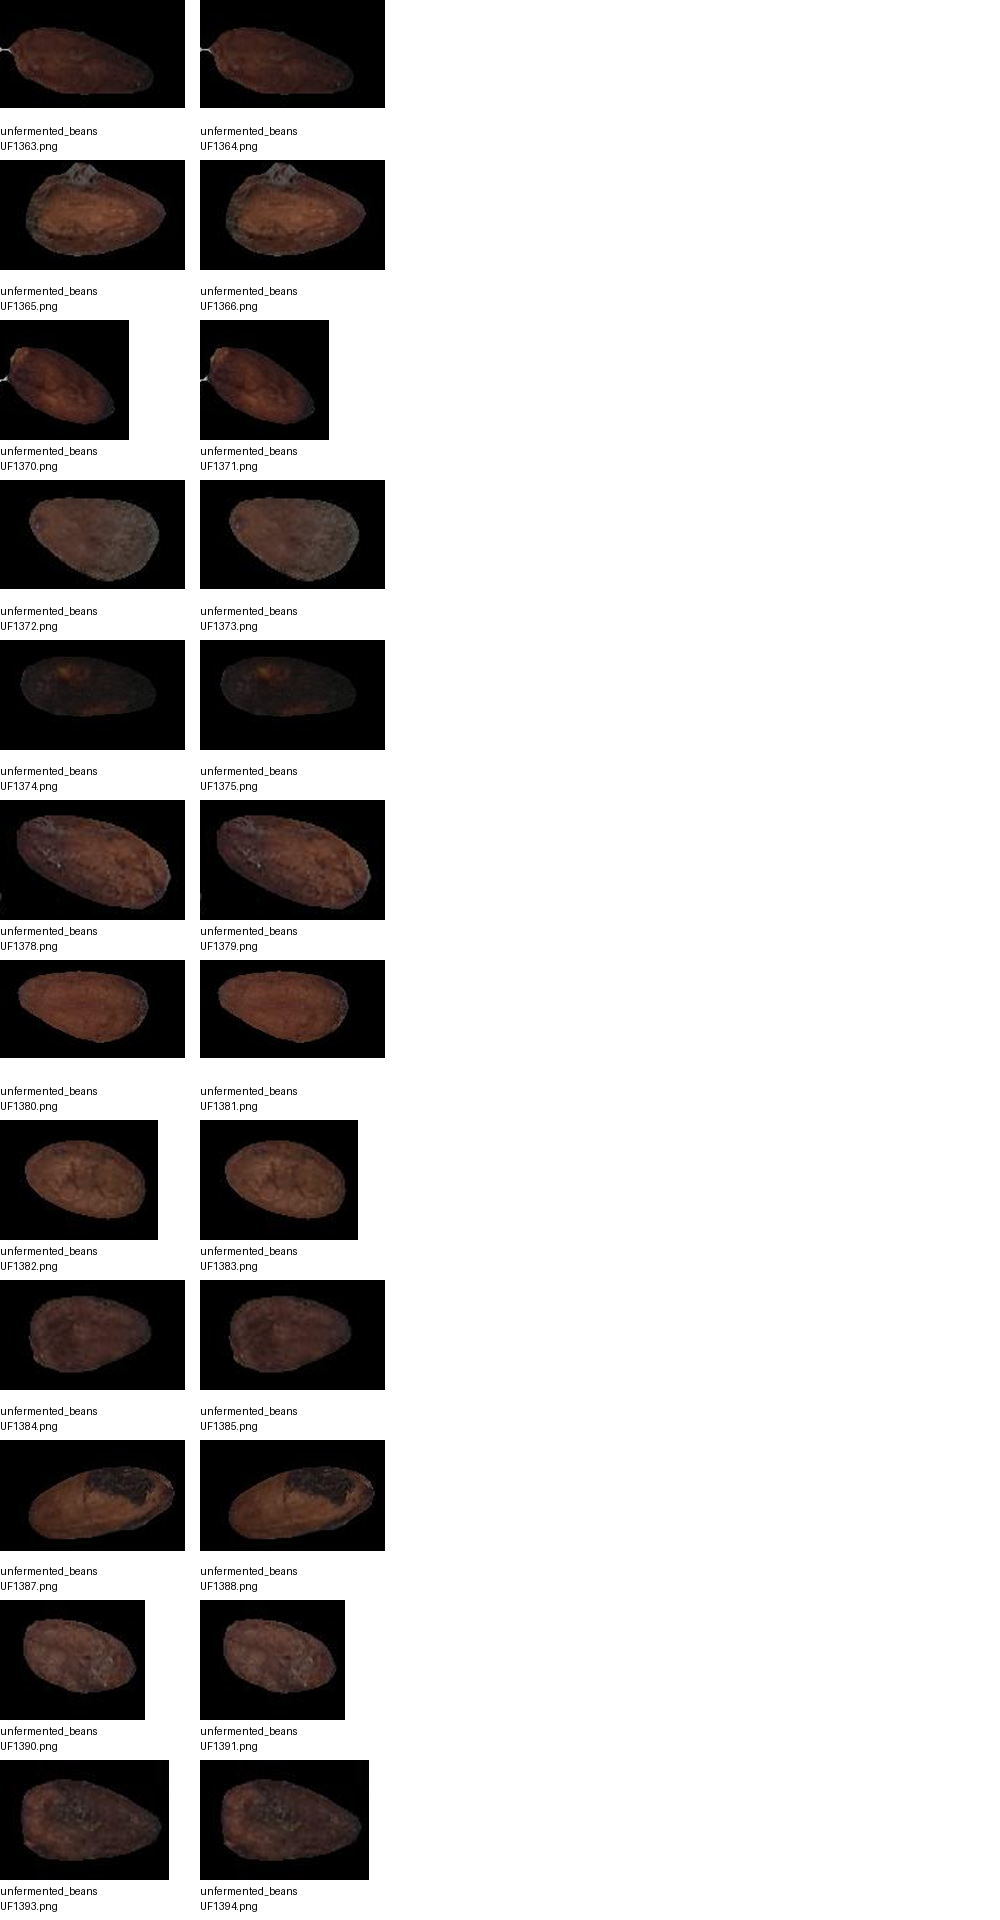 unfermented_beans unfermented_beans
UF1363.png UF1364.png
unfermented_beans unfermented_beans
UF1365.png UF1366.png
unfermented_beans unfermented_beans
UF1370.png UF1371.png
unfermented_beans unfermented_beans
UF1372.png UF1373.png
unfermented_beans unfermented_beans
UF1374.png UF1375.png
unfermented_beans unfermented_beans
UF1378.png UF1379.png
unfermented_beans unfermented_beans
UF1380.png UF1381.png
unfermented_beans unfermented_beans
UF1382.png UF1383.png
unfermented_beans unfermented_beans
UF1384.png UF1385.png
unfermented_beans unfermented_beans
UF1387.png UF1388.png
unfermented_beans unfermented_beans
UF1390.png UF1391.png
unfermented_beans unfermented_beans
UF1393.png UF1394.png